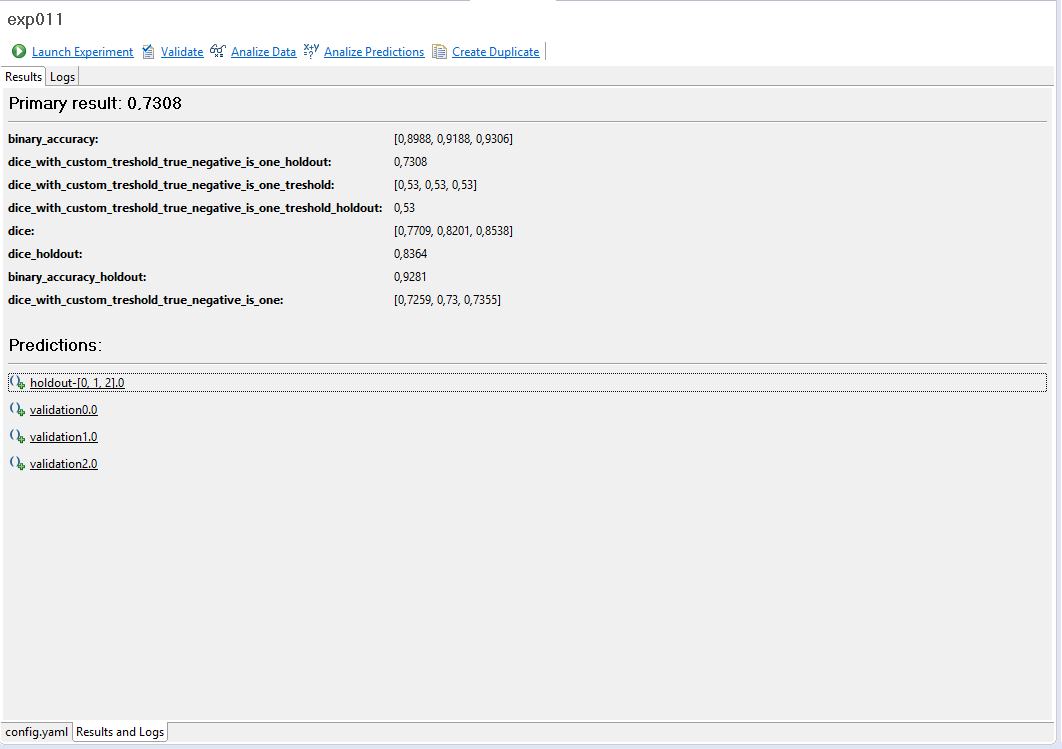 exp011
Launch Experiment Validate Analize Data Analize Predictions Create Duplicate
Results Logs
Primary result: 0,7308
binary_accuracy: [0,8988, 0,9188, 0,9306]
dice_with_custom_treshold_true_negative_is_one_holdout: 0,7308
dice_with_custom_treshold_true_negative_is_one_treshold: [0,53, 0,53, 0,53]
dice_with_custom_treshold_true_negative_is_one_treshold_holdout: 0,53
dice: [0,7709, 0,8201, 0,8538]
dice_holdout: 0,8364
binary_accuracy_holdout: 0,9281
dice_with_custom_treshold_true_negative_is_one: [0,7259, 0,73, 0,7355]
Predictions:
holdout-[0, 1, 2].0
validation0.0
validation1.0
validation2.0
config.yaml Results and Logs